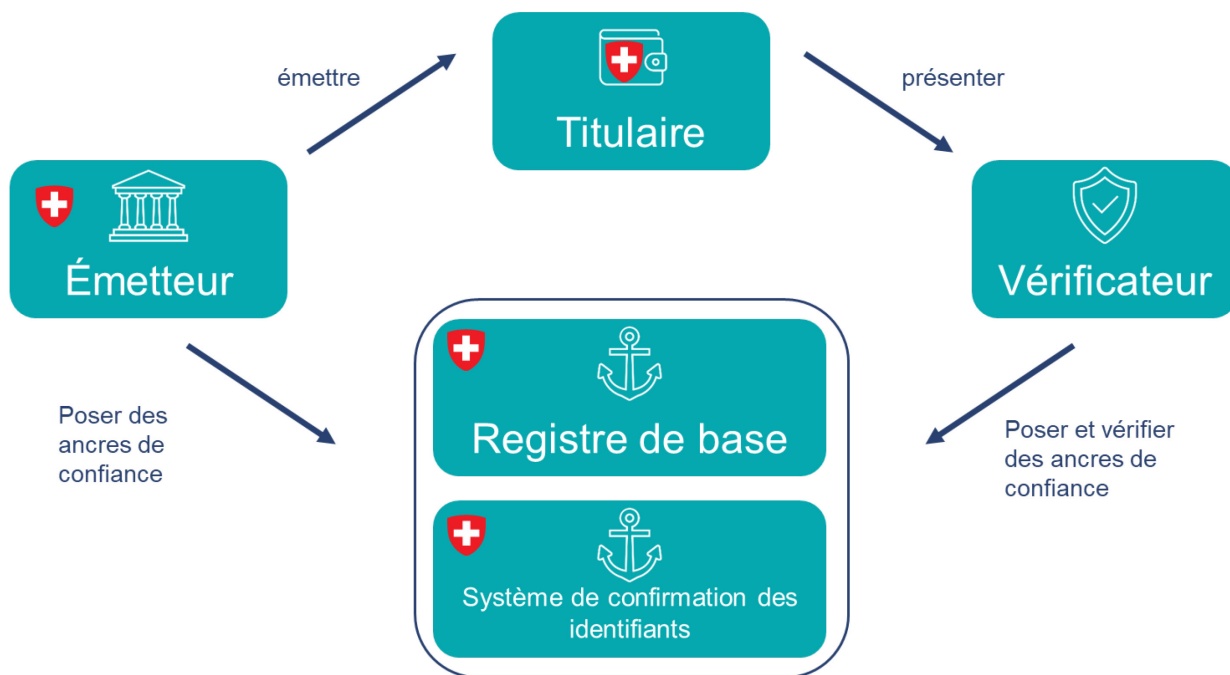 émettre
Titulaire
présenter
Émetteur
Vérificateur
Poser des
ancres de
confiance
Registre de base
Poser et vérifier
des ancres de
confiance
Système de confirmation des
identifiants